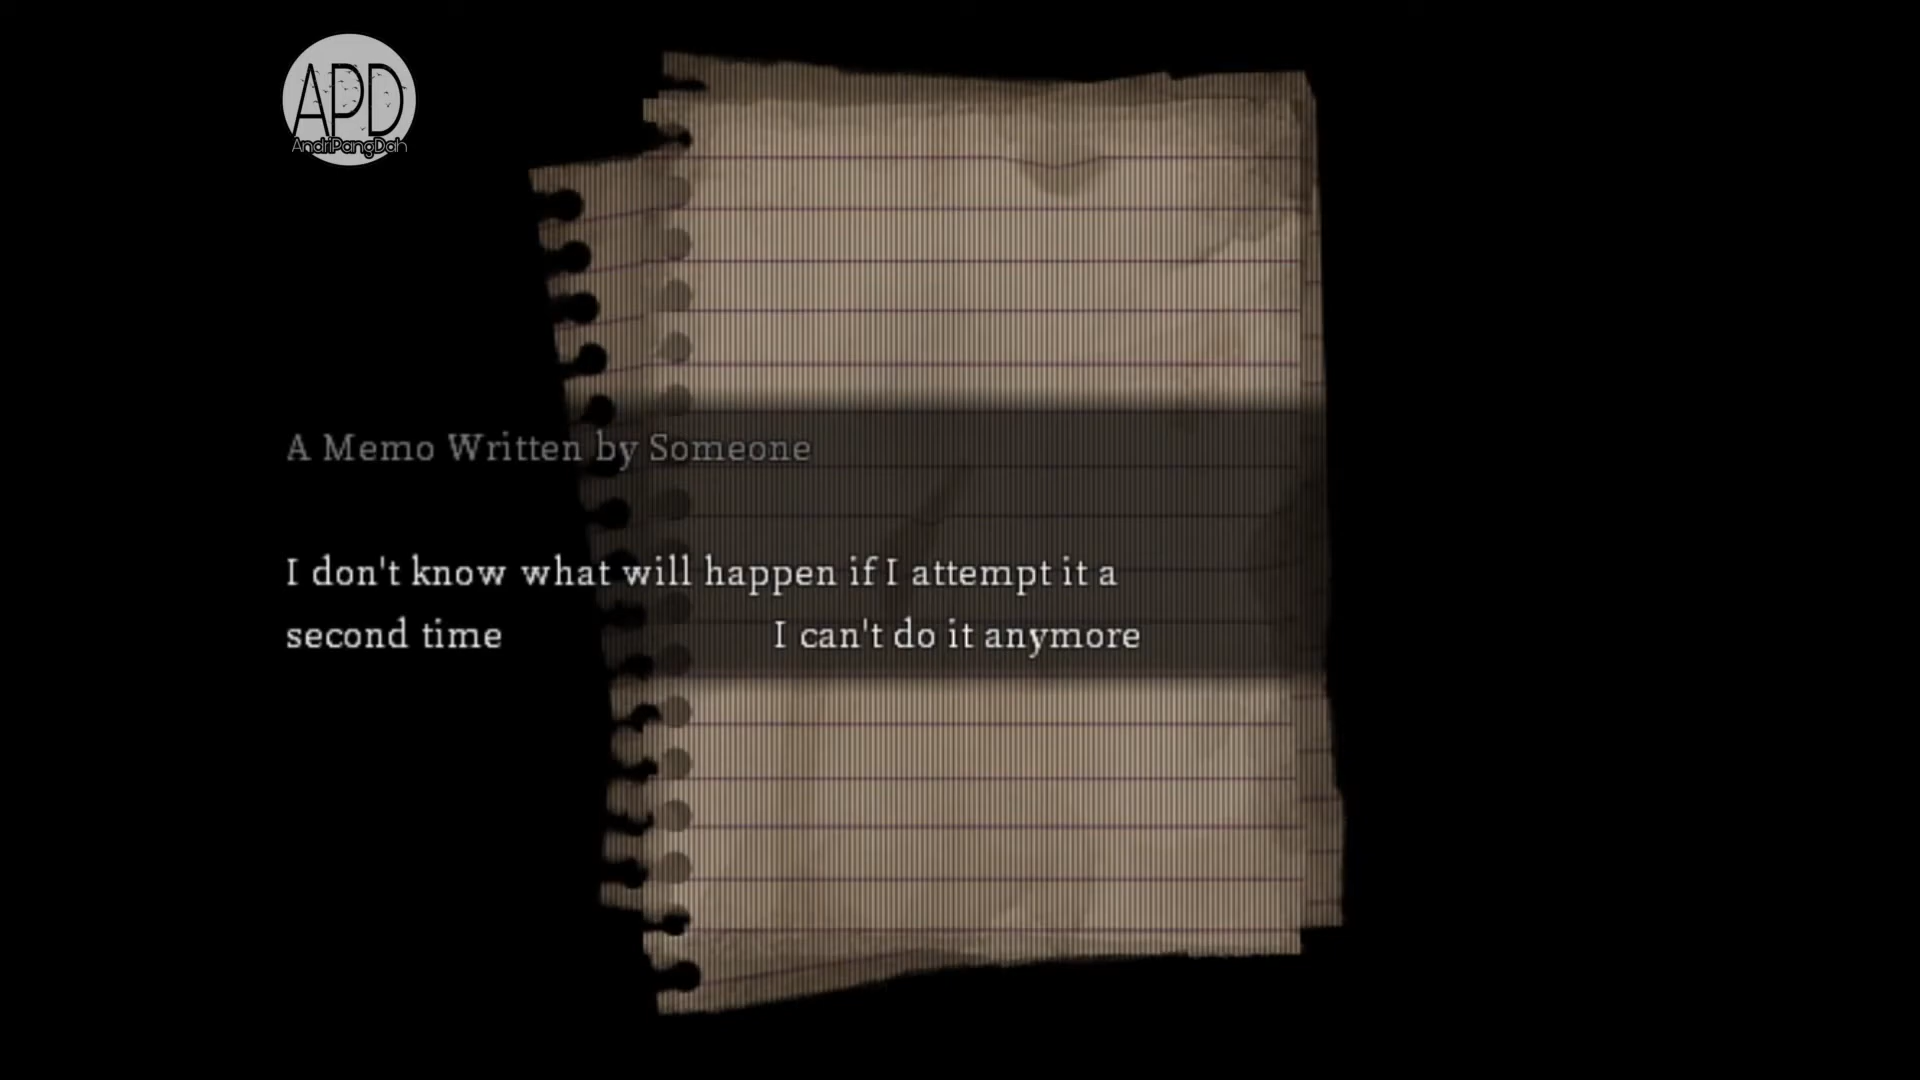 APD
AndriPangDah
A Memo Written by Someone
I don't know what will happen if I attempt it a
second time I can't do it anymore